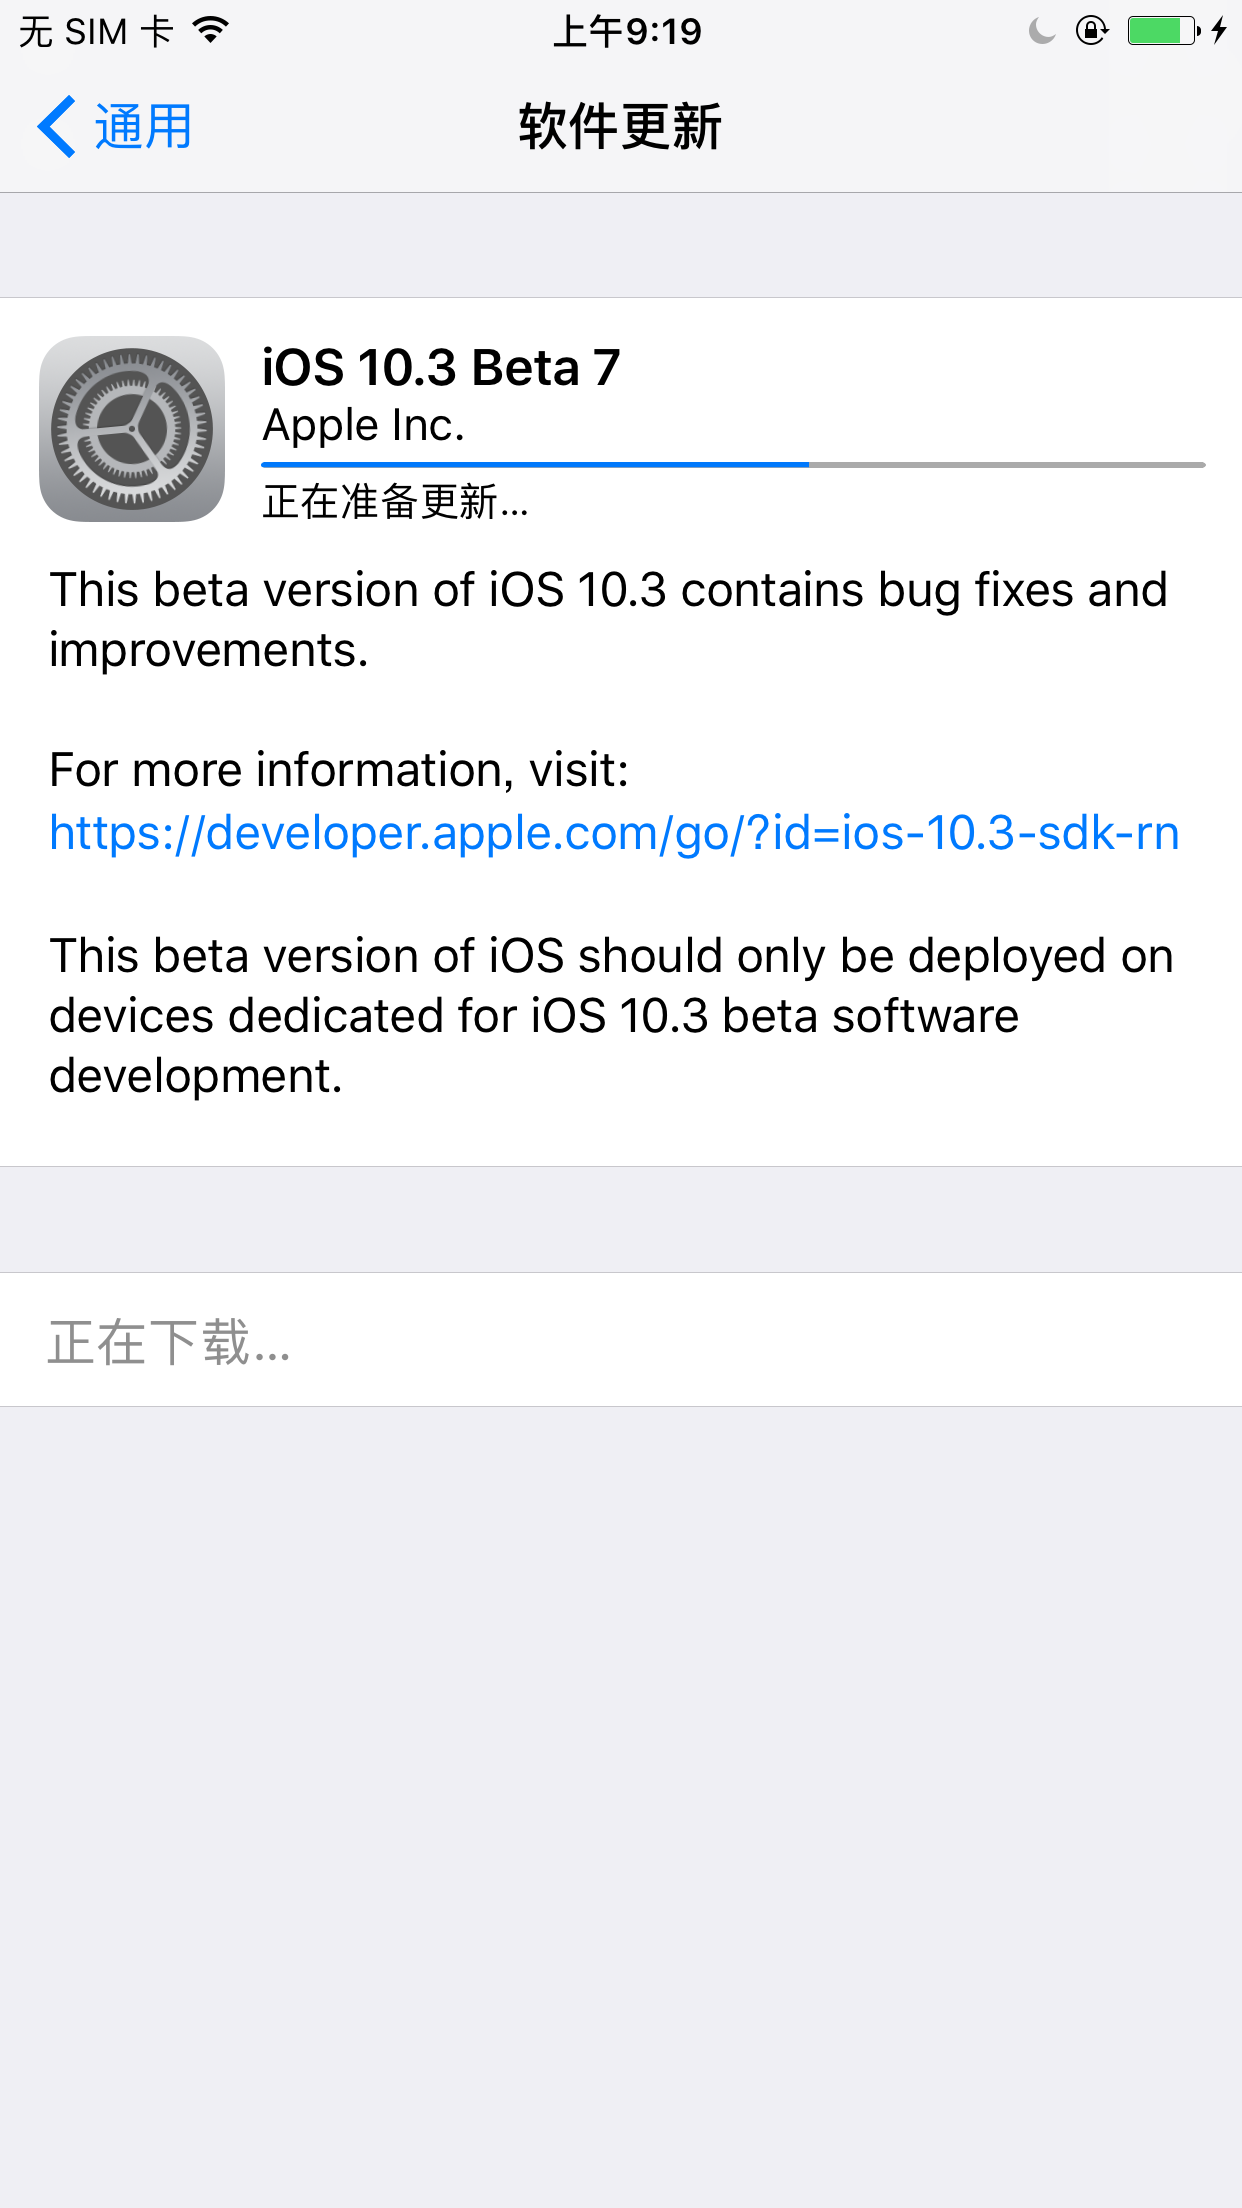 无 SIM 卡
上午9:19
通用
软件更新
iOS 10.3 Beta 7
Apple Inc.
正在准备更新...
This beta version of iOS 10.3 contains bug fixes and
improvements.
For more information, visit:
https://developer.apple.com/go/?id=ios-10.3-sdk-rn
This beta version of iOS should only be deployed on
devices dedicated for iOS 10.3 beta software
development.
正在下载...